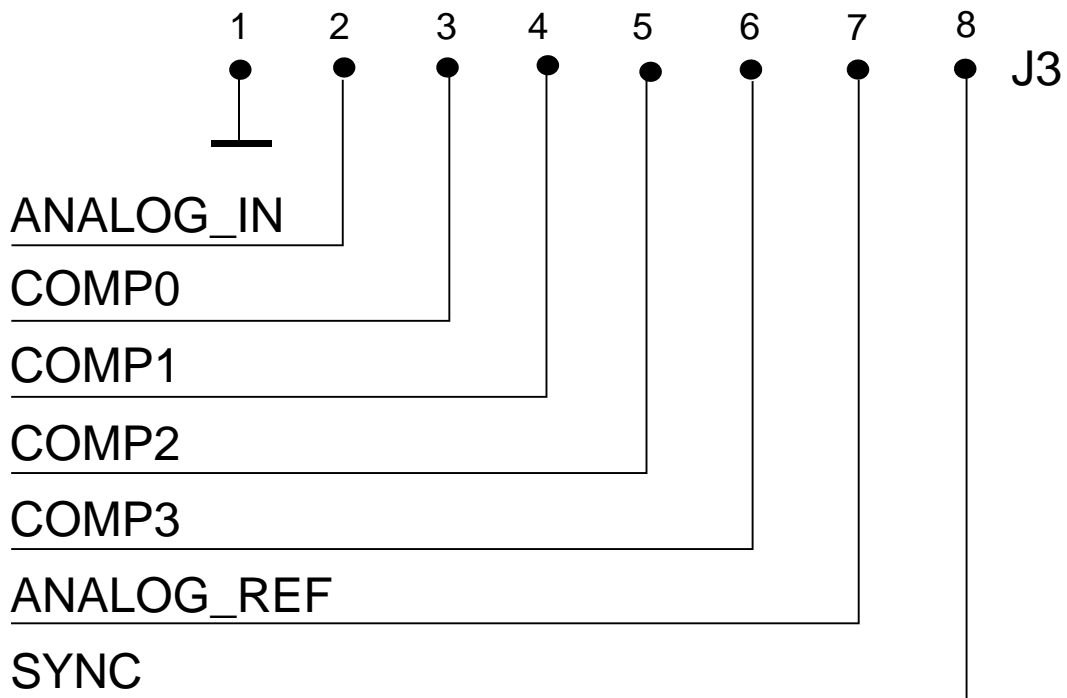 1 2 3 4 5 6 7 8
J3
ANALOG_IN
COMP0
COMP1
COMP2
COMP3
ANALOG_REF
SYNC